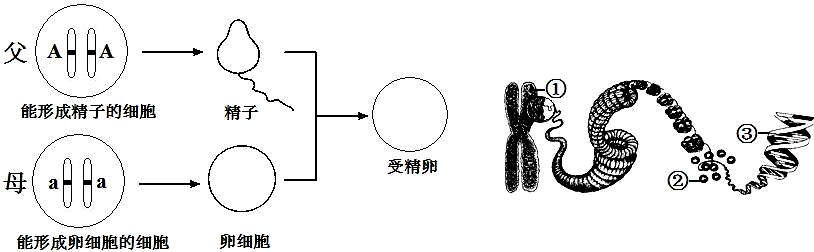 父 A A
能形成精子的细胞
精子
受精卵
母 a a
能形成卵细胞的细胞
卵细胞
①
②
③